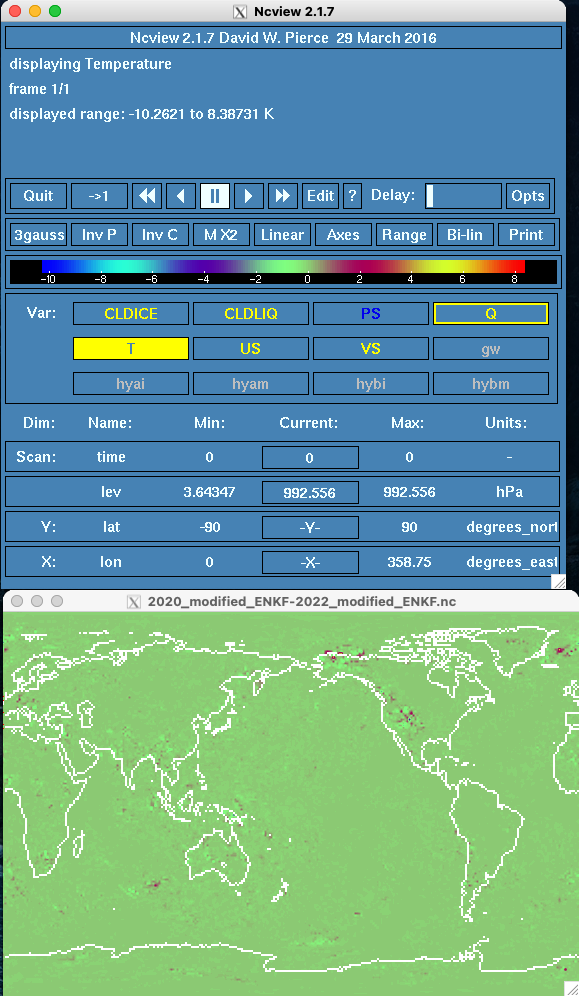 Ncview 2.1.7
Ncview 2.1.7 David W. Pierce 29 March 2016
displaying Temperature
frame 1/1
displayed range: -10.2621 to 8.38731 K
Quit ->1 Edit ? Delay: Opts
3gauss Inv P Inv C M X2 Linear Axes Range Bi-lin Print
-10 -8 -6 -4 -2 0 2 4 6 8
Var: CLDICE CLDLIQ PS Q
T US VS gw
hyai hyam hybi hybm
Dim: Name: Min: Current: Max: Units:
Scan: time 0 0 0 -
lev 3.64347 992.556 992.556 hPa
Y: lat -90 -Y- 90 degrees_nort
X: lon 0 -X- 358.75 degrees_east
2020_modified_ENKF-2022_modified_ENKF.nc